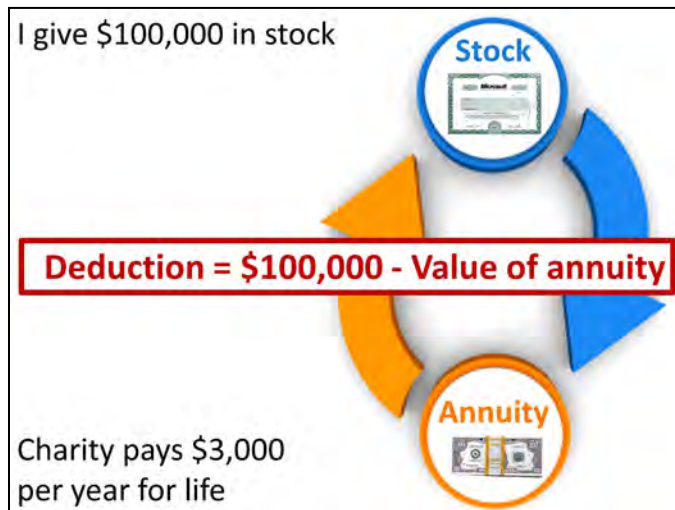 I give $100,000 in stock
Stock
Microsoft
Deduction = $100,000 - Value of annuity
Annuity
Charity pays $3,000
per year for life